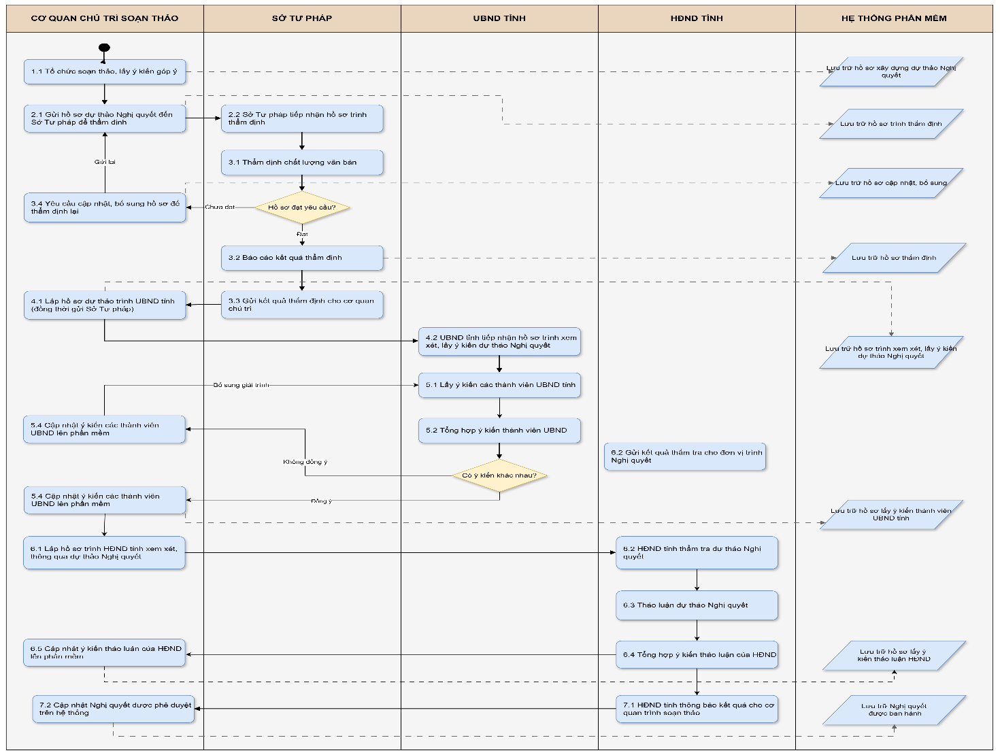 CƠ QUAN CHỦ TRÌ SOẠN THẢO
SỞ TƯ PHÁP
UBND TỈNH
HĐND TỈNH
HỆ THỐNG PHẦN MỀM
1.1 Tổ chức soạn thảo, lấy ý kiến góp ý
Lưu trữ hồ sơ xây dựng dự thảo Nghị
quyết
2.1 Gửi hồ sơ dự thảo Nghị quyết đến
Sở Tư pháp để thẩm định
2.2 Sở Tư pháp tiếp nhận hồ sơ trình
thẩm định
Lưu trữ hồ sơ trình thẩm định
Gửi lại
3.1 Thẩm định chất lượng văn bản
Lưu trữ hồ sơ cập nhật, bổ sung
3.4 Yêu cầu cập nhật, bổ sung hồ sơ để
thẩm định lại
Chưa đạt
Hồ sơ đạt yêu cầu?
Đạt
3.2 Báo cáo kết quả thẩm định
Lưu trữ hồ sơ thẩm định
4.1 Lập hồ sơ dự thảo trình UBND tỉnh
(đồng thời gửi Sở Tư pháp)
3.3 Gửi kết quả thẩm định cho cơ quan
chủ trì
4.2 UBND tỉnh tiếp nhận hồ sơ trình xem
xét, lấy ý kiến dự thảo Nghị quyết
Lưu trữ hồ sơ trình xem xét, lấy ý kiến
dự thảo Nghị quyết
Bổ sung giải trình
5.1 Lấy ý kiến các thành viên UBND tỉnh
5.4 Cập nhật ý kiến các thành viên
UBND lên phần mềm
5.2 Tổng hợp ý kiến thành viên UBND
6.2 Gửi kết quả thẩm tra cho đơn vị trình
Nghị quyết
Không đồng ý
Có ý kiến khác nhau?
5.4 Cập nhật ý kiến các thành viên
UBND lên phần mềm
Đồng ý
Lưu trữ hồ sơ lấy ý kiến thành viên
UBND tỉnh
6.1 Lập hồ sơ trình HĐND tỉnh xem xét,
thông qua dự thảo Nghị quyết
6.2 HĐND tỉnh thẩm tra dự thảo Nghị
quyết
6.3 Thảo luận dự thảo Nghị quyết
6.5 Cập nhật ý kiến thảo luận của HĐND
lên phần mềm
6.4 Tổng hợp ý kiến thảo luận của HĐND
Lưu trữ hồ sơ lấy ý
kiến thảo luận HĐND
7.2 Cập nhật Nghị quyết được phê duyệt
trên hệ thống
7.1 HĐND tỉnh thông báo kết quả cho cơ
quan trình soạn thảo
Lưu trữ Nghị quyết
được ban hành